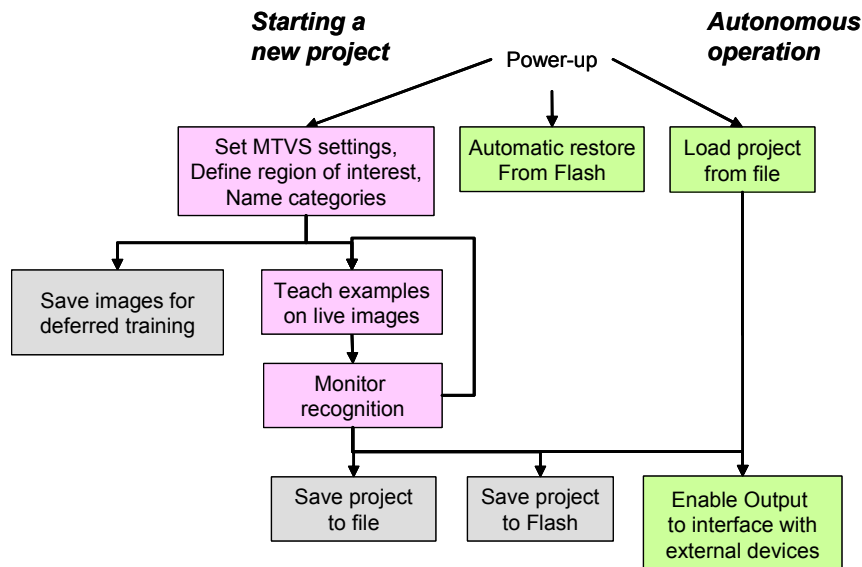 Starting a
new project
Autonomous
operation
Power-up
Set MTVS settings,
Define region of interest,
Name categories
Automatic restore
From Flash
Load project
from file
Save images for
deferred training
Teach examples
on live images
Monitor
recognition
Save project
to file
Save project
to Flash
Enable Output
to interface with
external devices